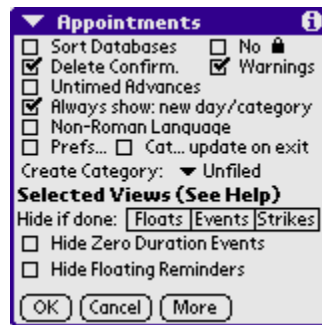 Appointments
Sort Databases No
Delete Confirm. Warnings
Untimed Advances
Always show: new day/category
Non-Roman Language
Prefs... Cat... update on exit
Create Category: Unfiled
Selected Views (See Help)
Hide if done: Floats Events Strikes
Hide Zero Duration Events
Hide Floating Reminders
OK Cancel More